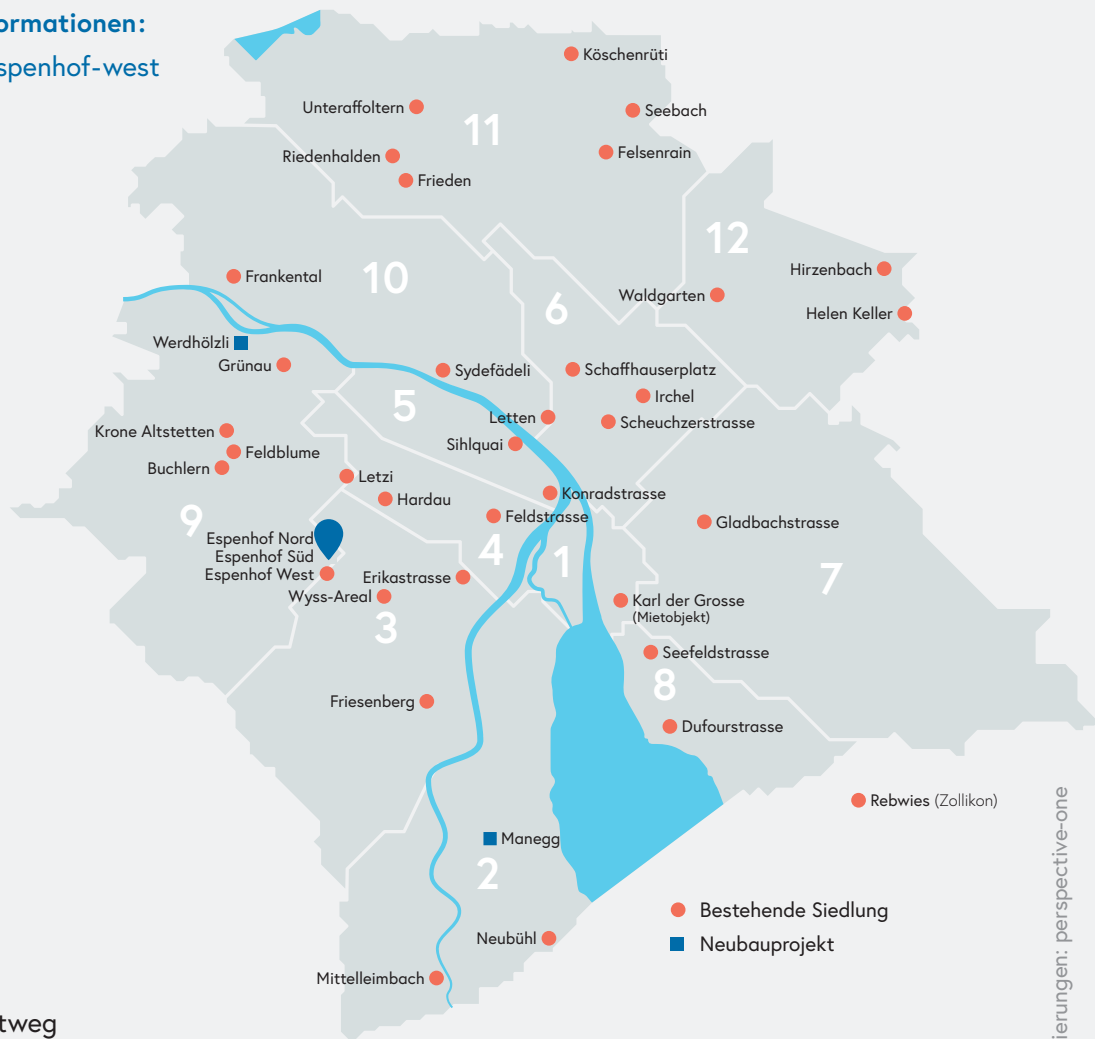 ormationen:
spenhof-west
Köschenrüti
Unteraffoltern
Seebach
11
Riedenhalden
Felsenrain
Frieden
12
Hirzenbach
Frankental
10
Waldgarten
6
Helen Keller
Werdhölzli
Grünau
Sydefädeli
Schaffhauserplatz
Irchel
5
Letten
Scheuchzerstrasse
Krone Altstetten
Sihlquai
Feldblume
Buchlern
Letzi
Konradstrasse
Hardau
9
Feldstrasse
Gladbachstrasse
Espenhof Nord
Espenhof Süd
Espenhof West
4
1
Erikastrasse
7
Wyss-Areal
Karl der Grosse
(Mietobjekt)
3
Seefeldstrasse
8
Friesenberg
Dufourstrasse
Rebwies (Zollikon)
Manegg
2
Bestehende Siedlung
Neubauprojekt
Neubühl
Mittelleimbach
tweg
ierungen: perspective-one